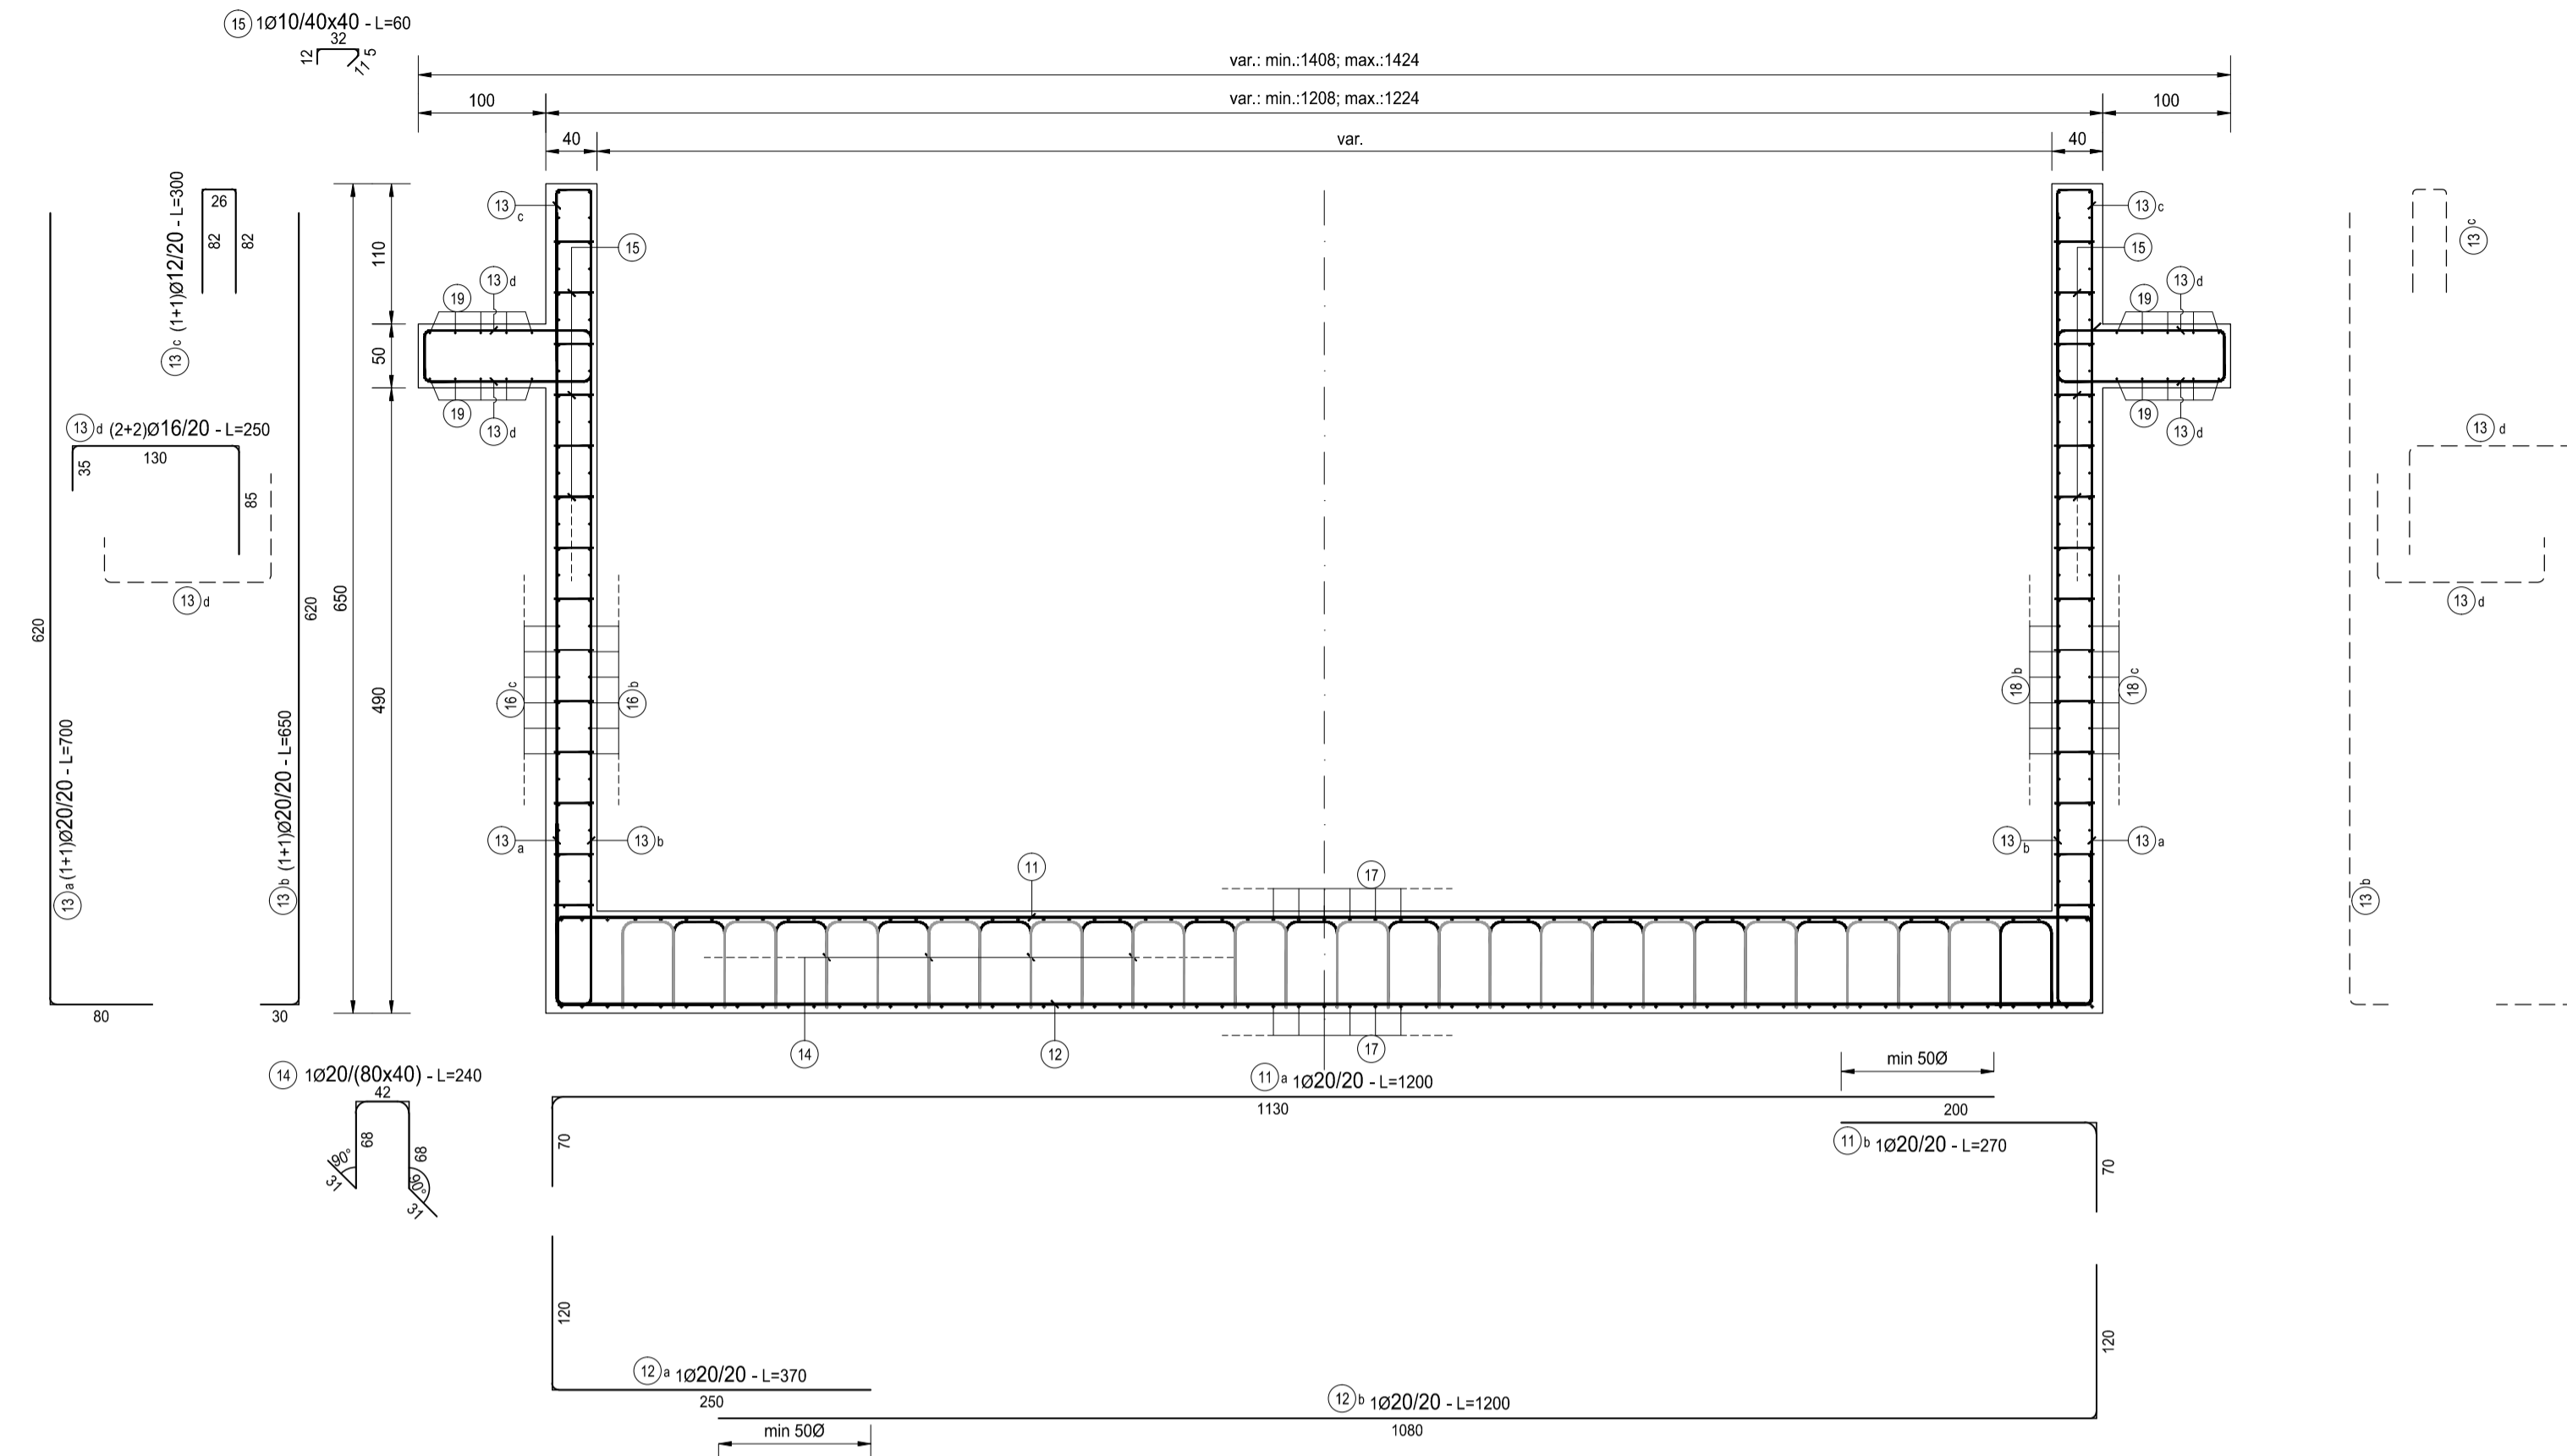 15 1Ø10/40x40 - L=60
32
12
5
11
var.: min.:1408; max.:1424
100
var.: min.:1208; max.:1224
100
40
var.
40
13 c (1+1)Ø12/20 - L=300
26
82
82
13 c
15
13 d
19
19
13 d
110
50
650
490
13 c
15
13 d
19
19
13 d
13 c
13 d (2+2)Ø16/20 - L=250
130
35
85
13 d
13 d
13 d
620
620
13 a (1+1)Ø20/20 - L=700
13 b (1+1)Ø20/20 - L=650
80
30
16 c
16 b
18 b
18 c
13 a
13 b
13 b
13 a
13 b
11
17
14
12
17
14 1Ø20/(80x40) - L=240
42
68
68
90°
90°
31
31
11 a 1Ø20/20 - L=1200
1130
70
min 50Ø
200
11 b 1Ø20/20 - L=270
70
120
12 a 1Ø20/20 - L=370
250
min 50Ø
12 b 1Ø20/20 - L=1200
1080
120